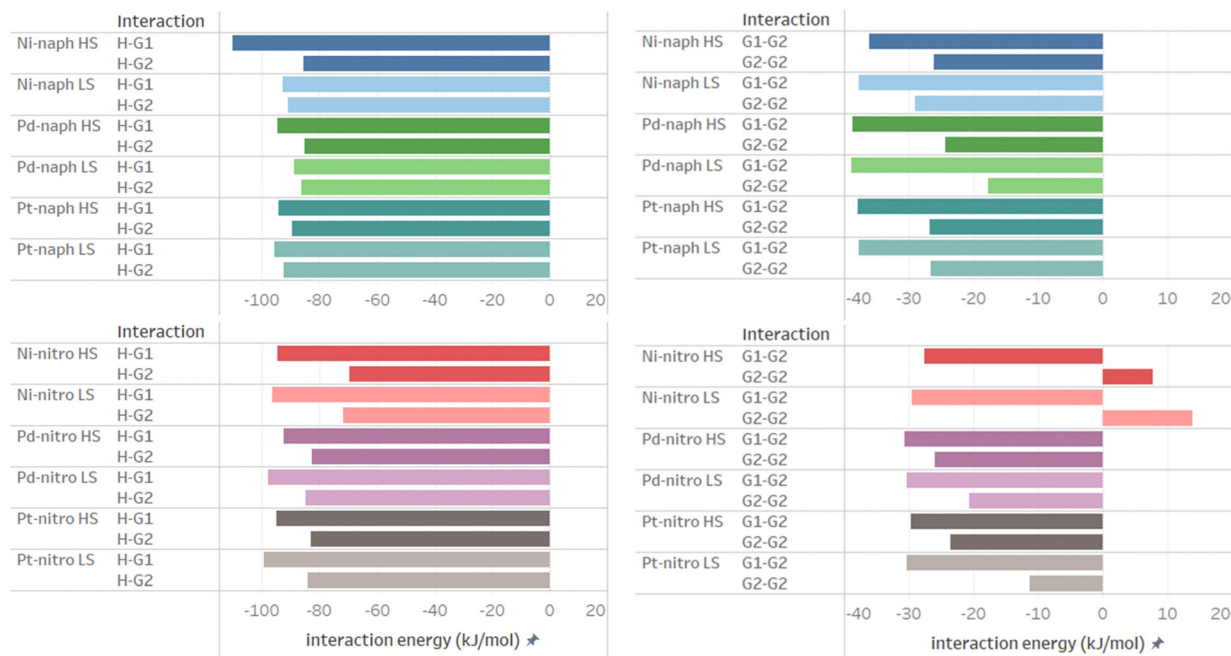 Interaction
Ni-naph HS H-G1
H-G2
Ni-naph LS H-G1
H-G2
Pd-naph HS H-G1
H-G2
Pd-naph LS H-G1
H-G2
Pt-naph HS H-G1
H-G2
Pt-naph LS H-G1
H-G2
-100 -80 -60 -40 -20 0 20
Interaction
Ni-naph HS G1-G2
G2-G2
Ni-naph LS G1-G2
G2-G2
Pd-naph HS G1-G2
G2-G2
Pd-naph LS G1-G2
G2-G2
Pt-naph HS G1-G2
G2-G2
Pt-naph LS G1-G2
G2-G2
-40 -30 -20 -10 0 10 20
Interaction
Ni-nitro HS H-G1
H-G2
Ni-nitro LS H-G1
H-G2
Pd-nitro HS H-G1
H-G2
Pd-nitro LS H-G1
H-G2
Pt-nitro HS H-G1
H-G2
Pt-nitro LS H-G1
H-G2
-100 -80 -60 -40 -20 0 20
interaction energy (kJ/mol)
Interaction
Ni-nitro HS G1-G2
G2-G2
Ni-nitro LS G1-G2
G2-G2
Pd-nitro HS G1-G2
G2-G2
Pd-nitro LS G1-G2
G2-G2
Pt-nitro HS G1-G2
G2-G2
Pt-nitro LS G1-G2
G2-G2
-40 -30 -20 -10 0 10 20
interaction energy (kJ/mol)